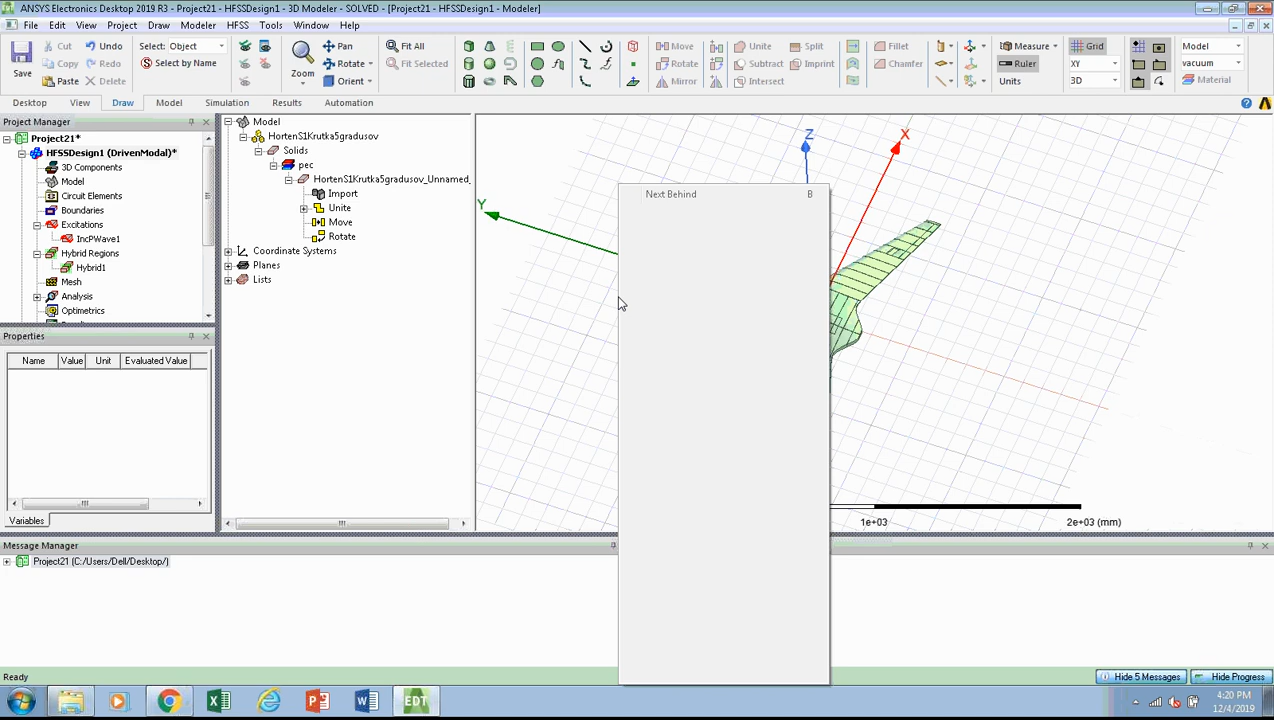 ANSYS Electronics Desktop 2019 R3 - Project21 - HFSSDesign1 - 3D Modeler - SOLVED - [Project21 - HFSSDesign1 - Modeler]
File Edit View Project Draw Modeler HFSS Tools Window Help
Save
Cut
Copy
Paste
Undo
Redo
Delete
Select: Object
Select by Name
Zoom
Pan
Rotate
Orient
Fit All
Fit Selected
Move
Rotate
Mirror
Unite
Subtract
Intersect
Split
Imprint
Fillet
Chamfer
Measure
Ruler
Units
Grid
XY
3D
Model
vacuum
Material
Desktop View Draw Model Simulation Results Automation
Project Manager
Project21*
HFSSDesign1 (DrivenModal)*
3D Components
Model
Circuit Elements
Boundaries
Excitations
IncPWave1
Hybrid Regions
Hybrid1
Mesh
Analysis
Optimetrics
Properties
Name Value Unit Evaluated Value
Variables
Model
HortenS1Krutka5gradusov
Solids
pec
HortenS1Krutka5gradusov_Unnamed_
Import
Unite
Move
Rotate
Coordinate Systems
Planes
Lists
Z
X
Y
Next Behind B
1e+03 2e+03 (mm)
Message Manager
Project21 (C:/Users/Dell/Desktop/)
Ready
Hide 5 Messages Hide Progress
EDT
4:20 PM
12/4/2019